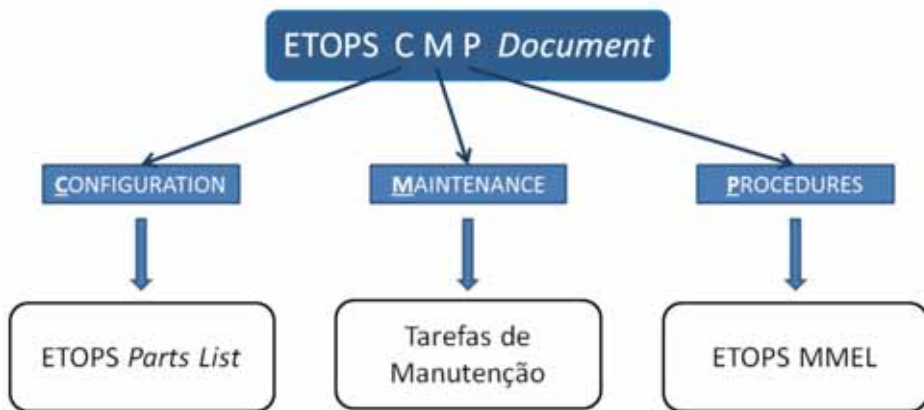 ETOPS C M P Document
CONFIGURATION
MAINTENANCE
PROCEDURES
ETOPS Parts List
Tarefas de
Manutenção
ETOPS MMEL